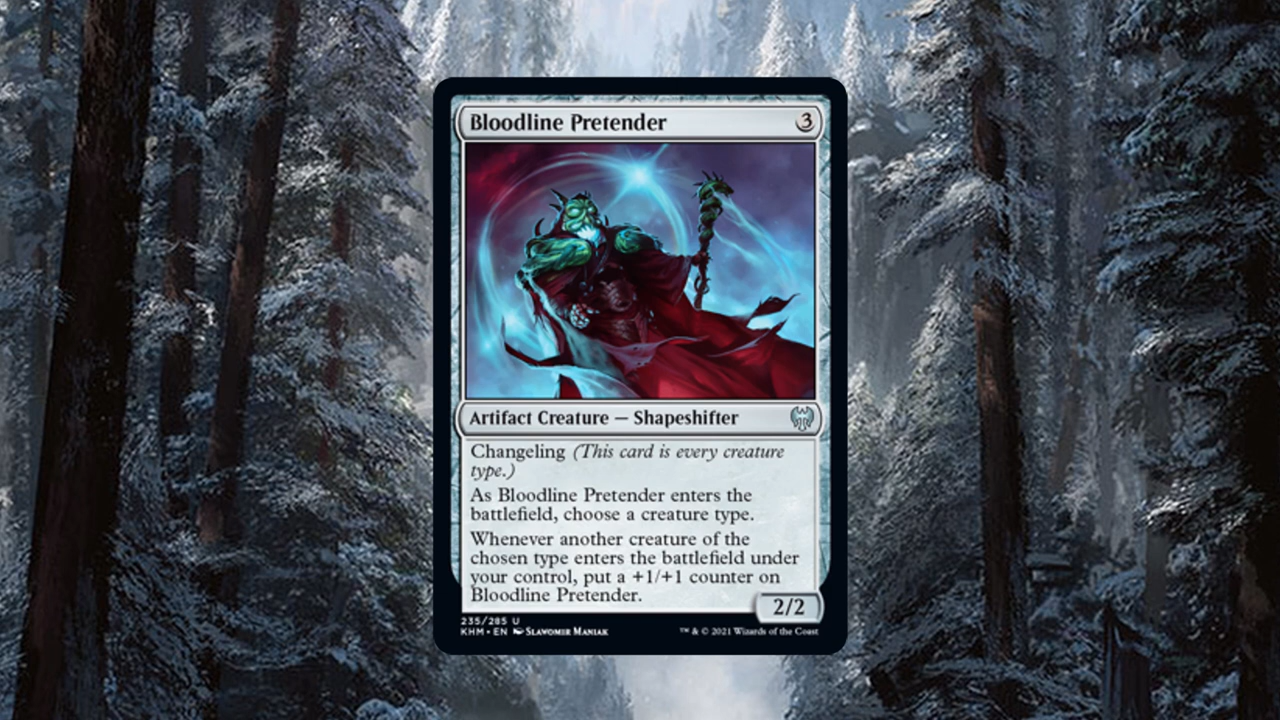 Bloodline Pretender 3
Artifact Creature — Shapeshifter
Changeling (This card is every creature
type.)
As Bloodline Pretender enters the
battlefield, choose a creature type.
Whenever another creature of the
chosen type enters the battlefield under
your control, put a +1/+1 counter on
Bloodline Pretender.
2/2
235/285 U
KHM • EN Slawomir Maniak
™ & © 2021 Wizards of the Coast